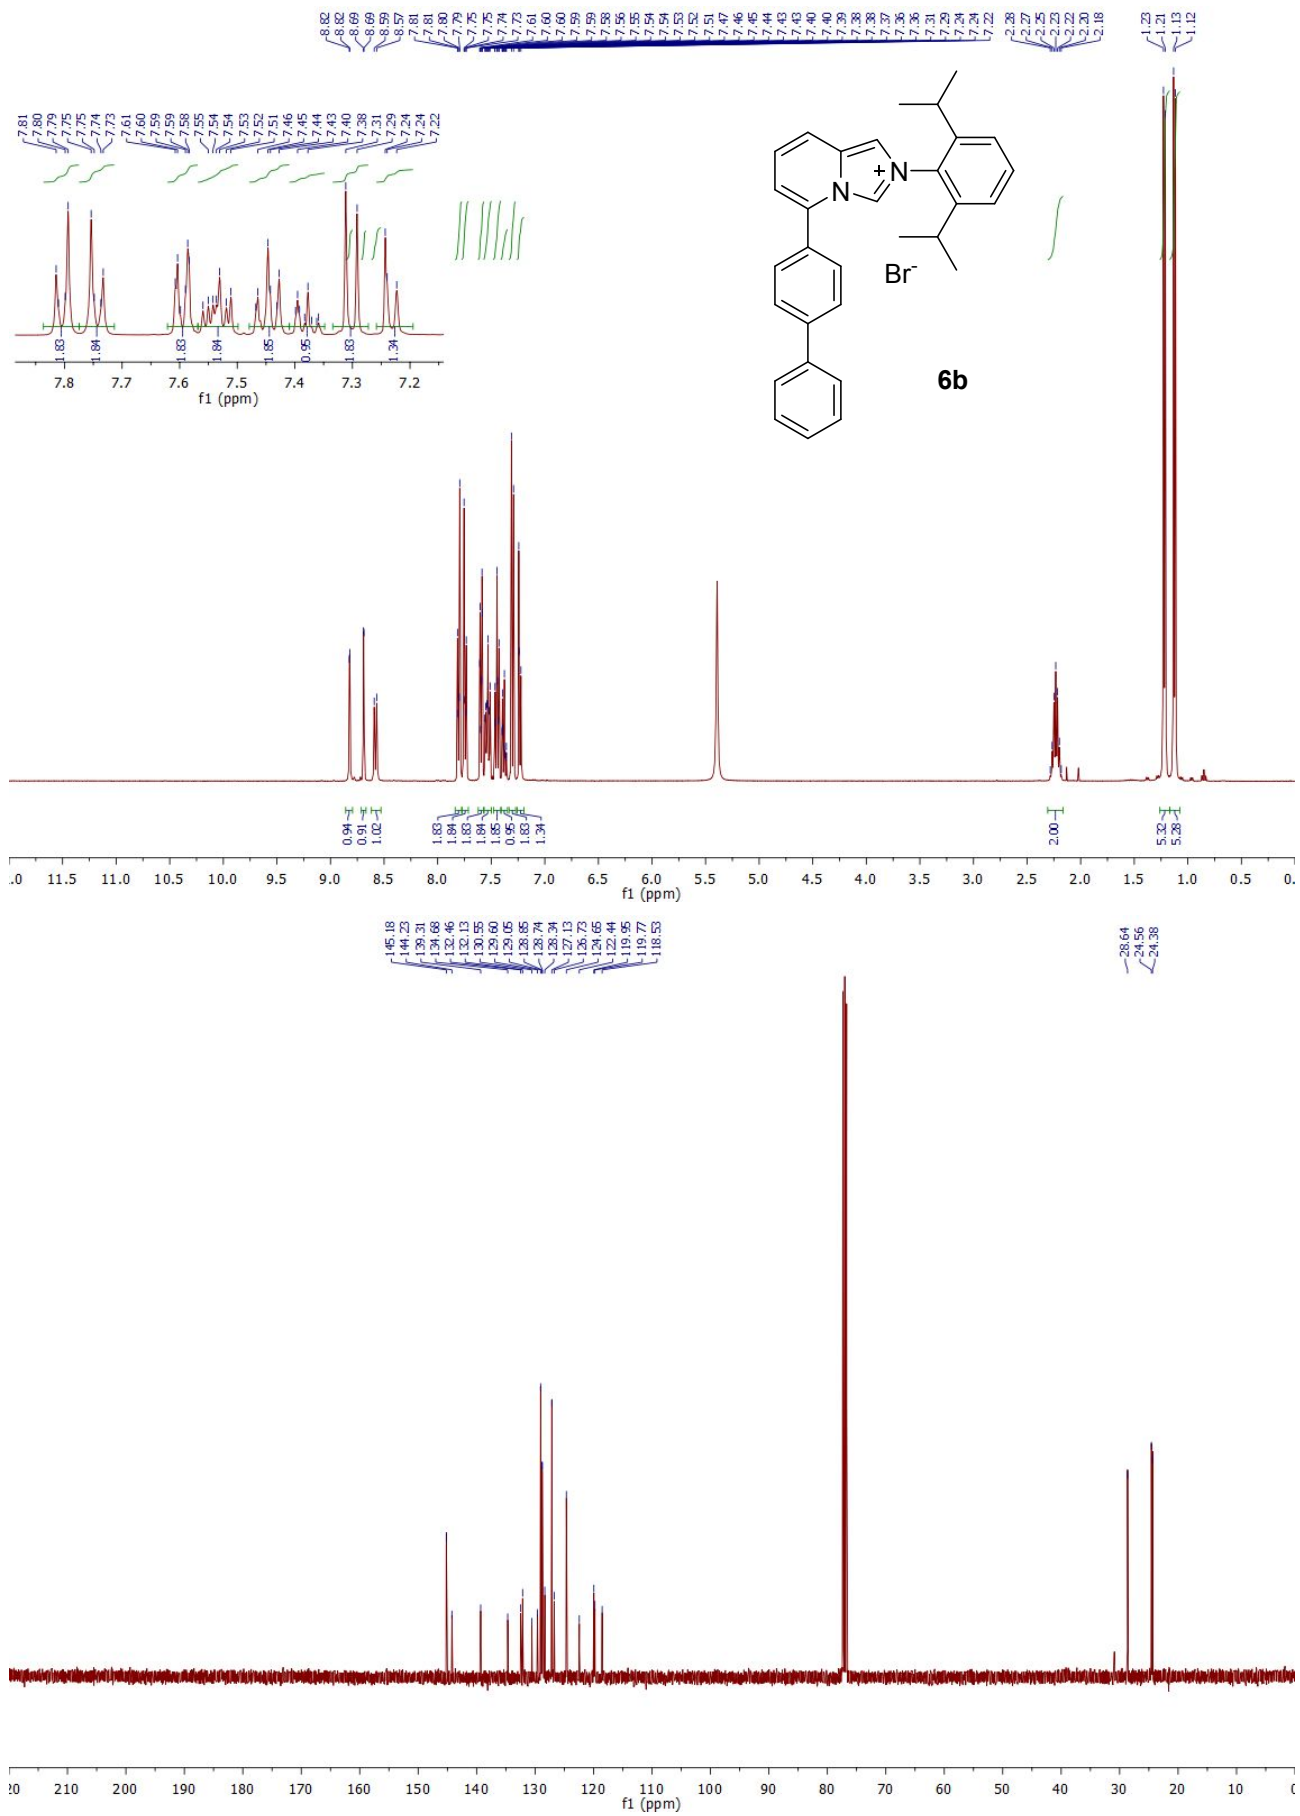 8.82 8.82 8.69 8.69 8.59 8.57 7.81 7.81 7.80 7.79 7.75 7.75 7.74 7.73 7.61 7.60 7.60 7.59 7.59 7.58 7.56 7.55 7.54 7.54 7.53 7.52 7.51 7.47 7.46 7.45 7.44 7.43 7.43 7.40 7.40 7.39 7.38 7.38 7.37 7.36 7.36 7.31 7.29 7.24 7.24 7.22 2.28 2.27 2.25 2.23 2.22 2.20 2.18 1.23 1.21 1.13 1.12
7.81 7.80 7.79 7.75 7.75 7.74 7.73 7.61 7.60 7.59 7.59 7.58 7.55 7.54 7.54 7.53 7.52 7.51 7.46 7.45 7.44 7.43 7.40 7.38 7.31 7.29 7.24 7.24 7.22
N + N
Br-
6b
1.83 1.84 1.83 1.84 1.85 0.95 1.83 1.34
7.8 7.7 7.6 7.5 7.4 7.3 7.2
f1 (ppm)
0.94 0.91 1.02 1.83 1.84 1.83 1.84 1.85 0.95 1.83 1.34 2.00 5.32 5.28
.0 11.5 11.0 10.5 10.0 9.5 9.0 8.5 8.0 7.5 7.0 6.5 6.0 5.5 5.0 4.5 4.0 3.5 3.0 2.5 2.0 1.5 1.0 0.5 0.
f1 (ppm)
145.18 144.23 139.31 134.68 132.46 132.13 130.55 129.60 129.05 128.85 128.74 128.34 127.13 126.73 124.65 122.44 119.95 119.77 118.53 28.64 24.56 24.38
20 210 200 190 180 170 160 150 140 130 120 110 100 90 80 70 60 50 40 30 20 10 0
f1 (ppm)